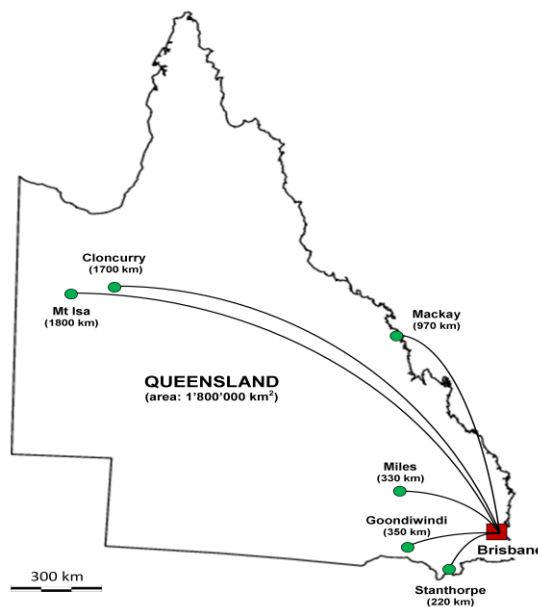 Cloncurry
(1700 km)
Mt Isa
(1800 km)
Mackay
(970 km)
QUEENSLAND
(area: 1'800'000 km²)
Miles
(330 km)
Goondiwindi
(350 km)
Brisbane
300 km
Stanthorpe
(220 km)